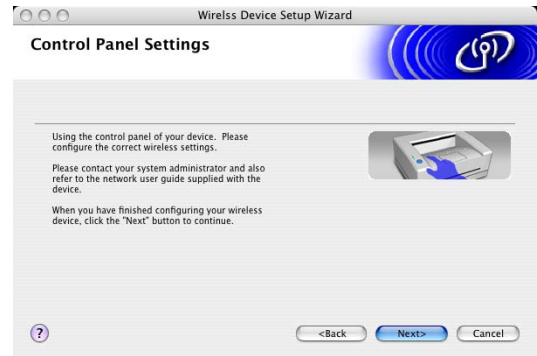 Wirelss Device Setup Wizard
Control Panel Settings
Using the control panel of your device. Please
configure the correct wireless settings.
Please contact your system administrator and also
refer to the network user guide supplied with the
device.
When you have finished configuring your wireless
device, click the "Next" button to continue.
?
<Back
Next>
Cancel